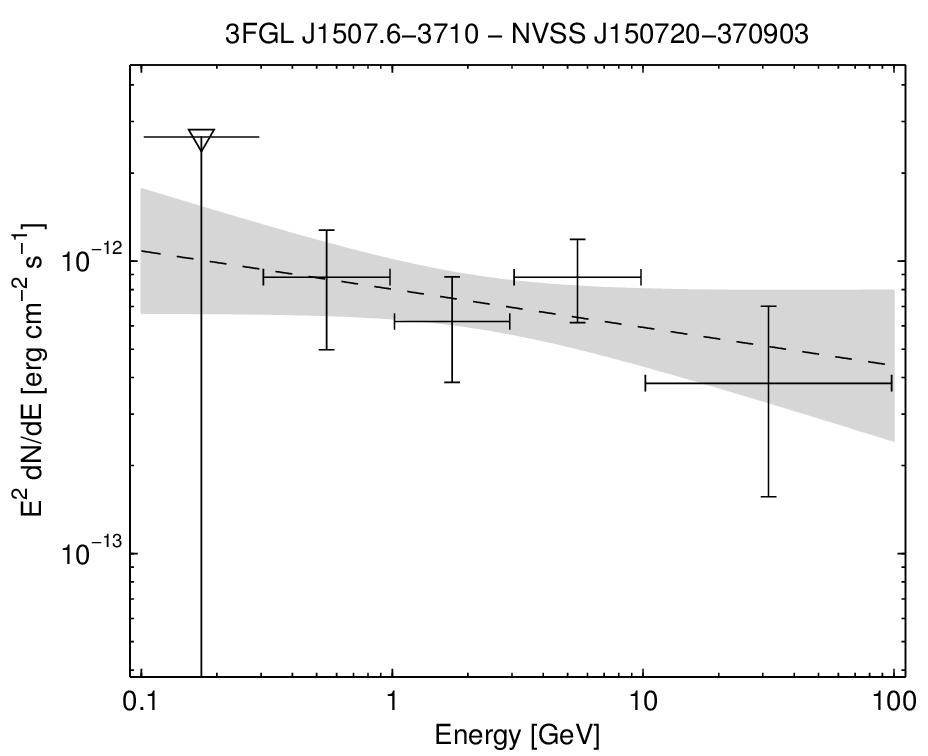 3FGL J1507.6−3710 − NVSS J150720−370903
E² dN/dE [erg cm⁻² s⁻¹]
10⁻¹²
10⁻¹³
0.1 1 10 100
Energy [GeV]